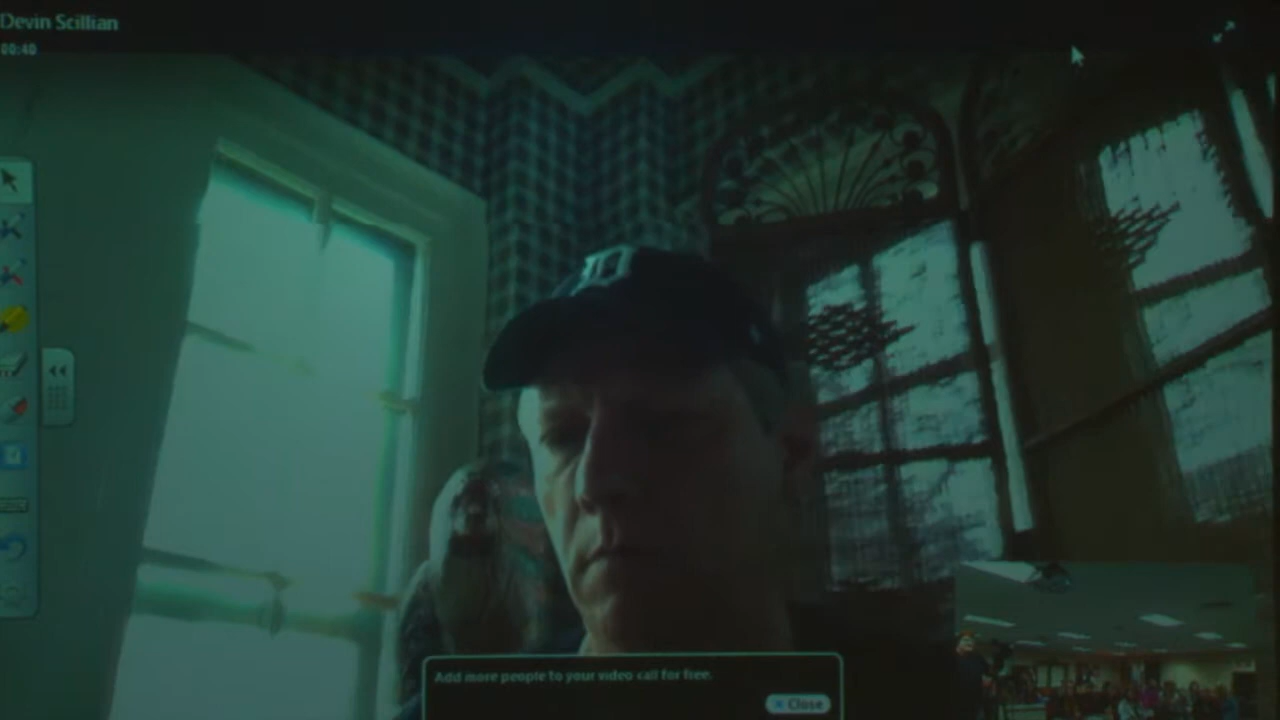 Devin Scillian
00:40
D
Add more people to your video call for free.
Close